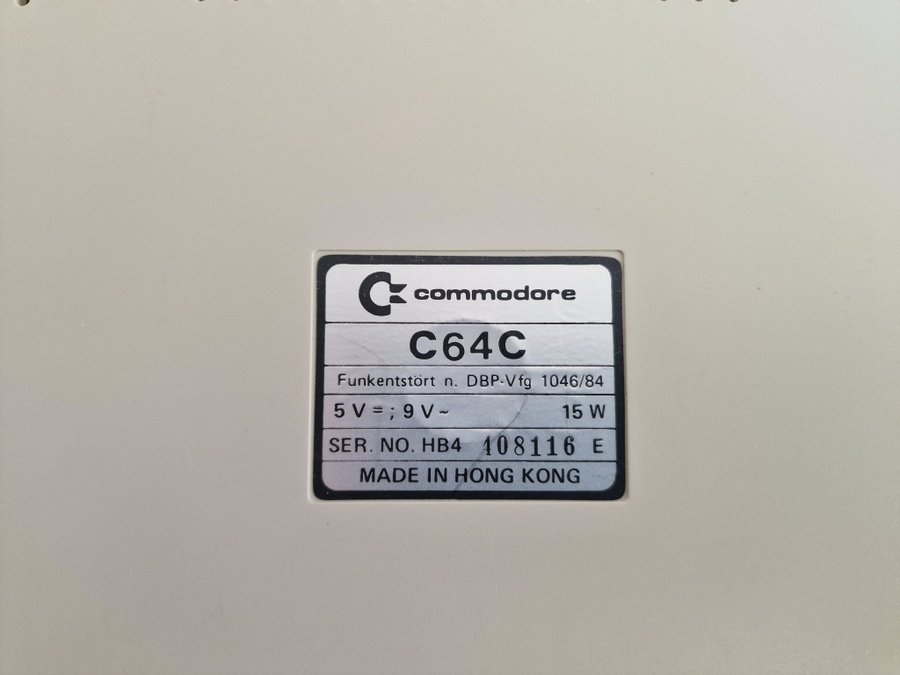 commodore
C64C
Funkentstört n. DBP-Vfg 1046/84
5 V = ; 9 V ~ 15 W
SER. NO. HB4 108116 E
MADE IN HONG KONG